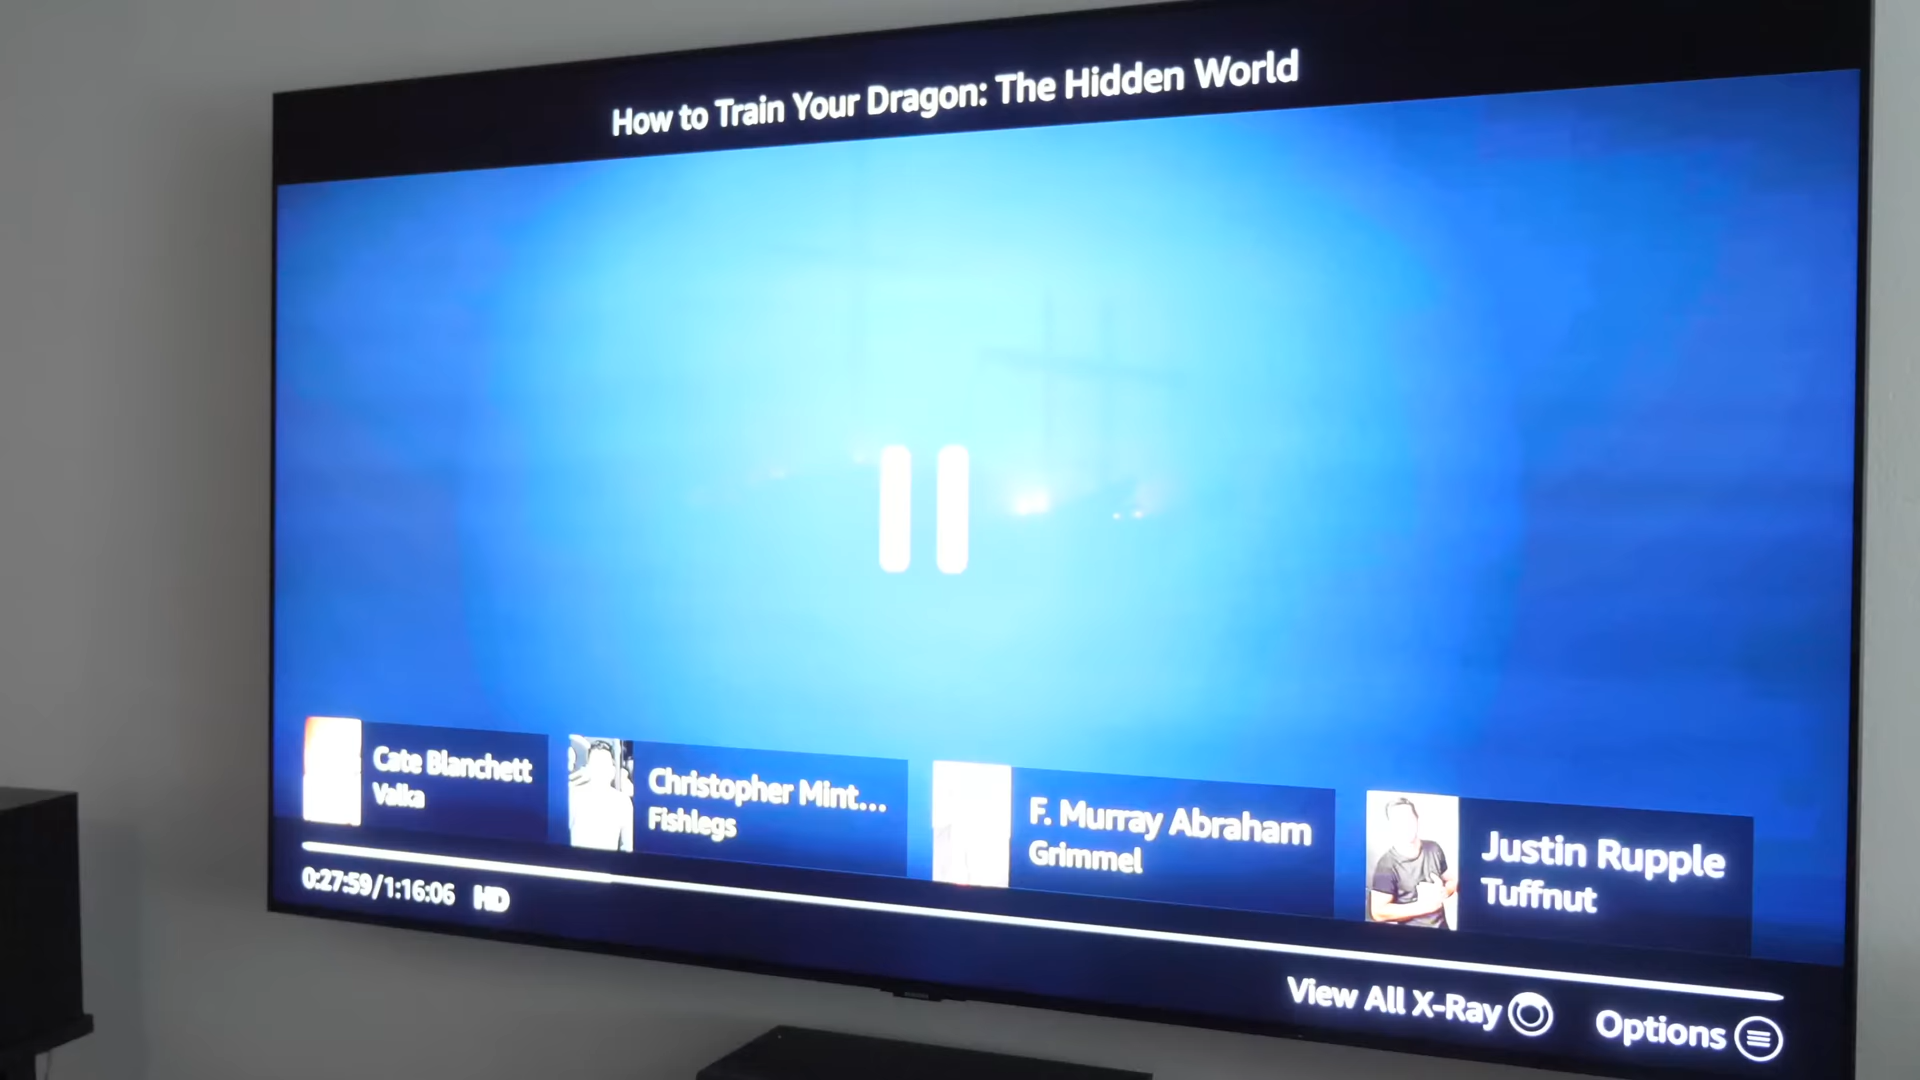 How to Train Your Dragon: The Hidden World
Cate Blanchett
Valka
Christopher Mint...
Fishlegs
F. Murray Abraham
Grimmel
Justin Rupple
Tuffnut
0:27:59/1:16:06 HD
View All X-Ray
Options